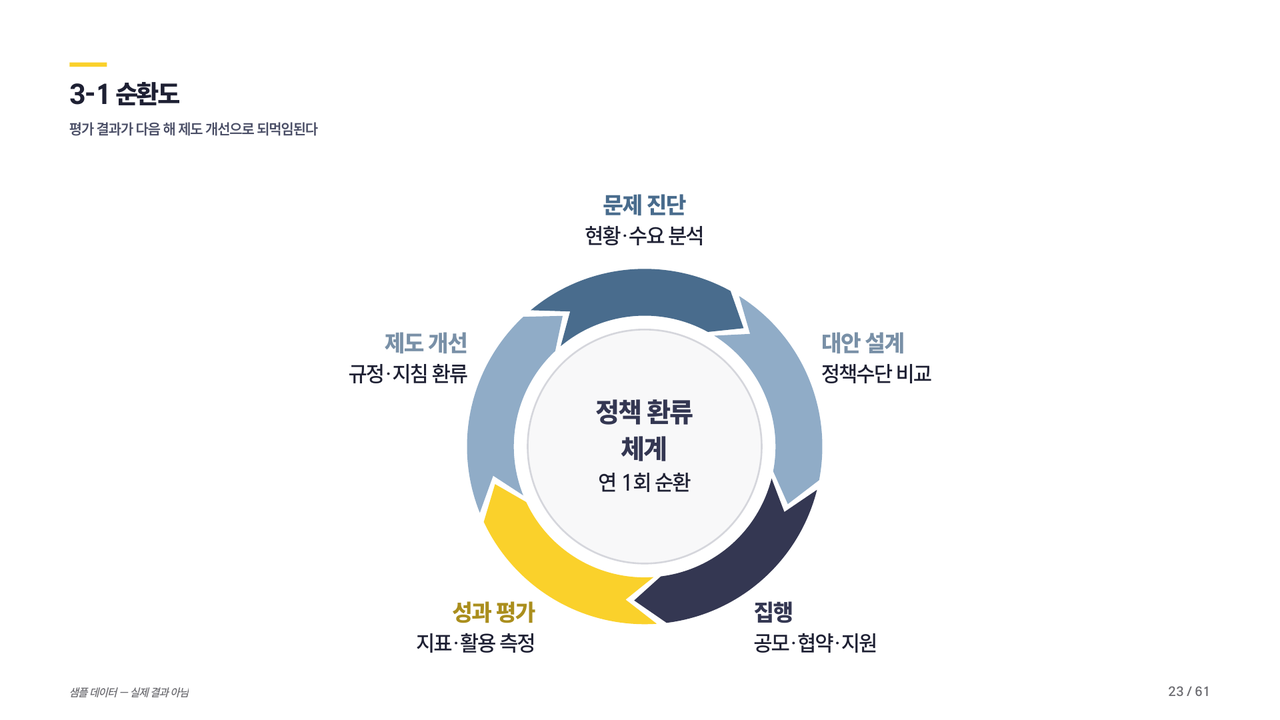 3-1 순환도
평가 결과가 다음 해 제도 개선으로 되먹임된다
문제 진단
현황·수요 분석
제도 개선
규정·지침 환류
대안 설계
정책수단 비교
정책 환류
체계
연 1회 순환
성과 평가
지표·활용 측정
집행
공모·협약·지원
샘플 데이터 — 실제 결과 아님
23 / 61